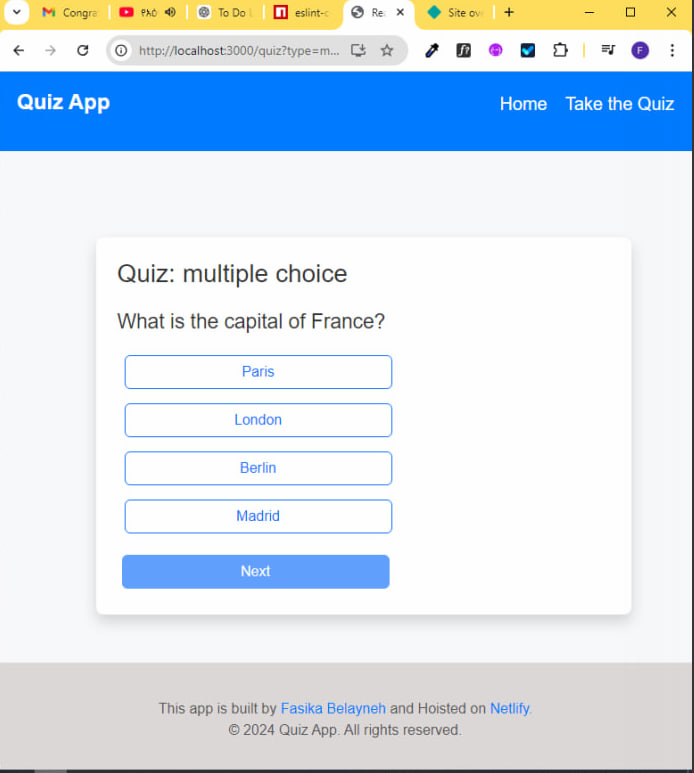 Congra
የእርስ
To Do
eslint-c
Re
Site ov
http://localhost:3000/quiz?type=m...
f?
F
Quiz App
Home Take the Quiz
Quiz: multiple choice
What is the capital of France?
Paris
London
Berlin
Madrid
Next
This app is built by Fasika Belayneh and Hoisted on Netlify.
© 2024 Quiz App. All rights reserved.